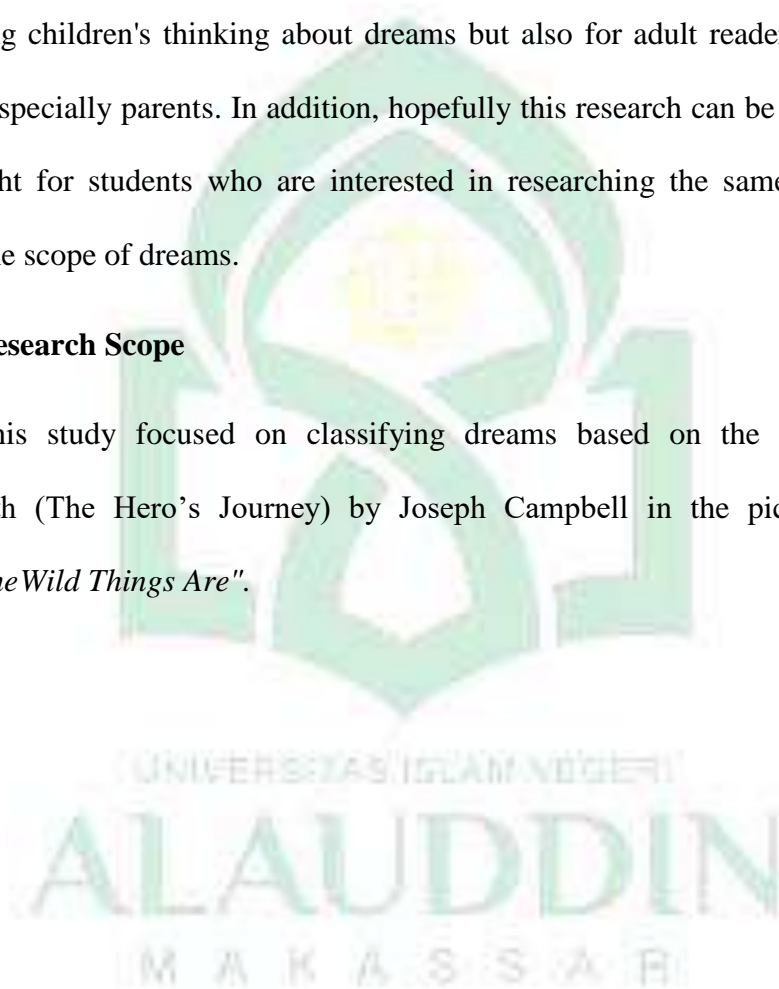 g children's thinking about dreams but also for adult reader
specially parents. In addition, hopefully this research can be
ht for students who are interested in researching the same
e scope of dreams.
esearch Scope
his study focused on classifying dreams based on the
th (The Hero’s Journey) by Joseph Campbell in the pic
heWild Things Are".
UNIVERSITAS ISLAM NEGERI
ALAUDDIN
MAKASSAR